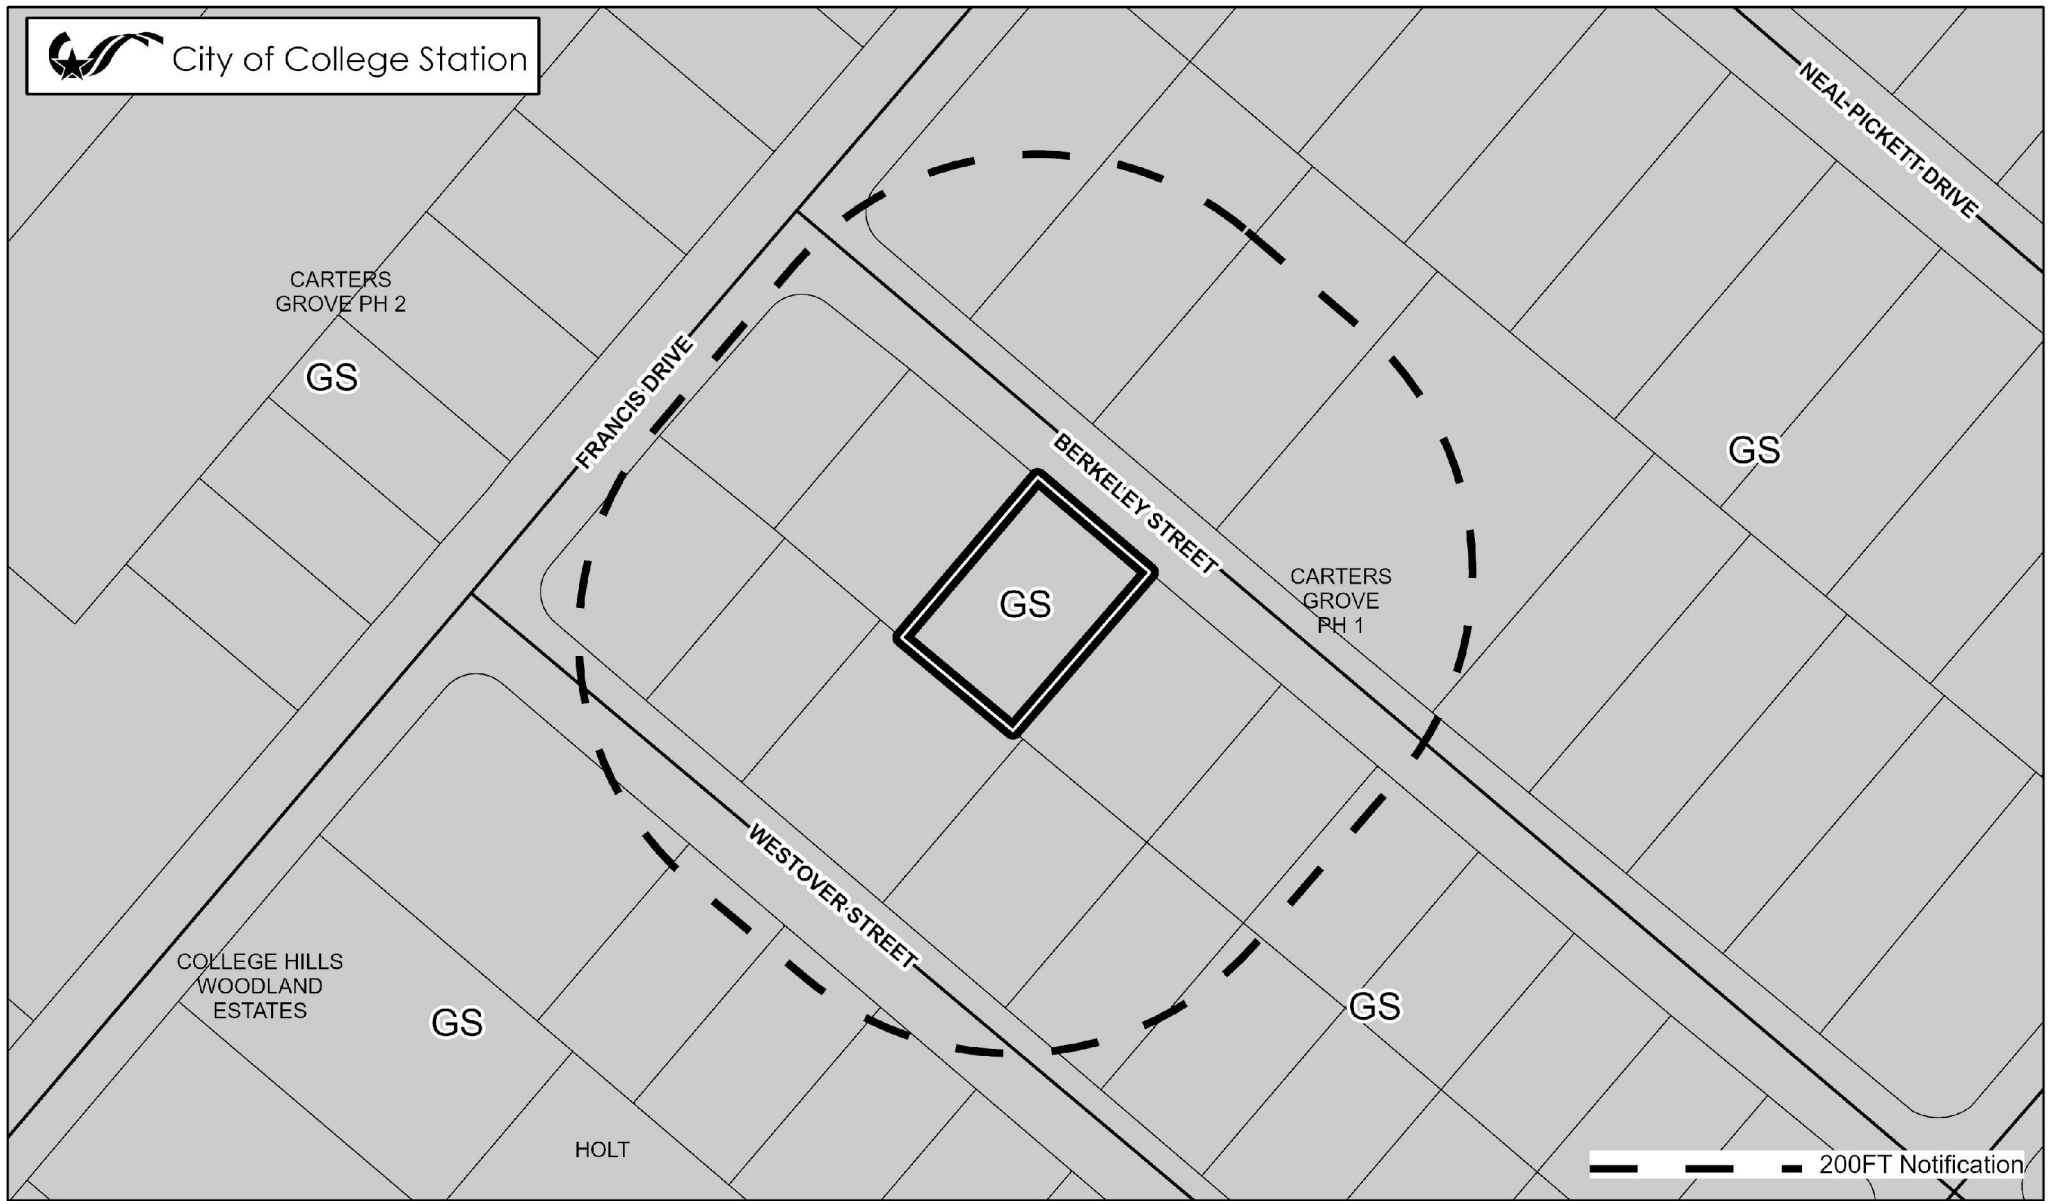 City of College Station
NEAL PICKETT DRIVE
CARTERS
GROVE PH 2
GS
FRANCIS DRIVE
BERKELEY STREET
GS
CARTERS
GROVE
PH 1
GS
WESTOVER STREET
COLLEGE HILLS
WOODLAND
ESTATES
GS
GS
HOLT
200FT Notification